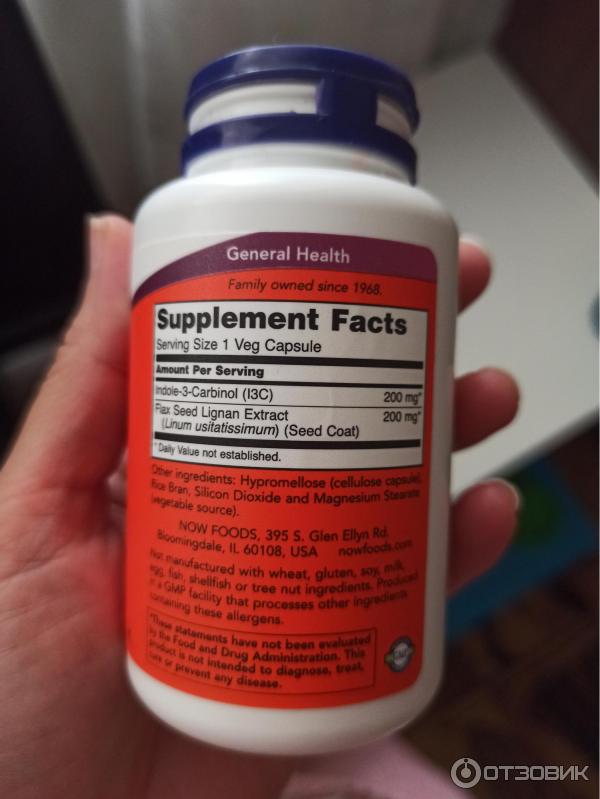 General Health
Family owned since 1968.
Supplement Facts
Serving Size 1 Veg Capsule
Amount Per Serving
Indole-3-Carbinol (I3C) 200 mg*
Flax Seed Lignan Extract 200 mg*
(Linum usitatissimum) (Seed Coat)
* Daily Value not established.
Other ingredients: Hypromellose (cellulose capsule),
Rice Bran, Silicon Dioxide and Magnesium Stearate
(vegetable source).
NOW FOODS, 395 S. Glen Ellyn Rd.
Bloomingdale, IL 60108, USA nowfoods.com
Not manufactured with wheat, gluten, soy, milk,
egg, fish, shellfish or tree nut ingredients. Produced
in a GMP facility that processes other ingredients
containing these allergens.
*These statements have not been evaluated
by the Food and Drug Administration. This
product is not intended to diagnose, treat,
cure or prevent any disease.
GMP
ОТЗОВИК